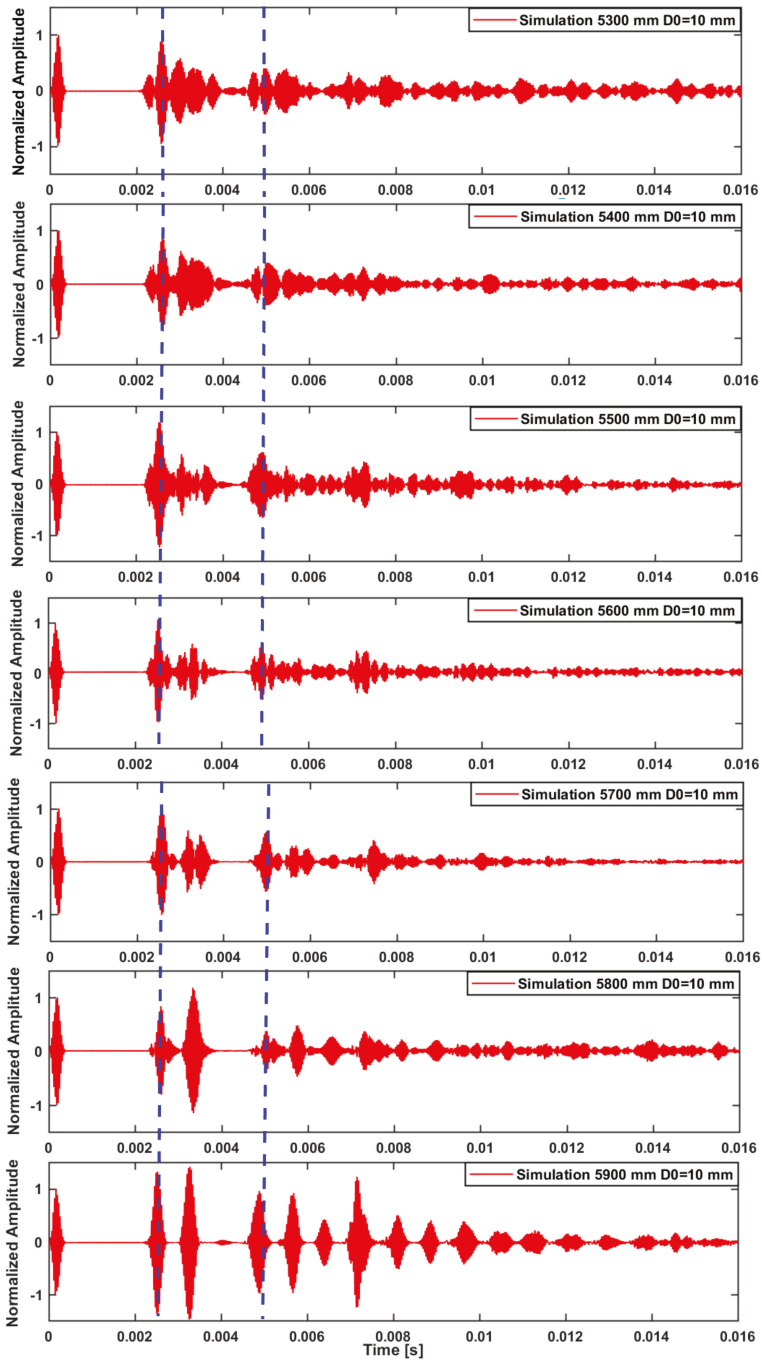 Simulation 5300 mm D0=10 mm
Normalized Amplitude
1
0
-1
0 0.002 0.004 0.006 0.008 0.01 0.012 0.014 0.016
Simulation 5400 mm D0=10 mm
Normalized Amplitude
1
0
-1
0 0.002 0.004 0.006 0.008 0.01 0.012 0.014 0.016
Simulation 5500 mm D0=10 mm
Normalized Amplitude
1
0
-1
0 0.002 0.004 0.006 0.008 0.01 0.012 0.014 0.016
Simulation 5600 mm D0=10 mm
Normalized Amplitude
1
0
-1
0 0.002 0.004 0.006 0.008 0.01 0.012 0.014 0.016
Simulation 5700 mm D0=10 mm
Normalized Amplitude
1
0
-1
0 0.002 0.004 0.006 0.008 0.01 0.012 0.014 0.016
Simulation 5800 mm D0=10 mm
Normalized Amplitude
1
0
-1
0 0.002 0.004 0.006 0.008 0.01 0.012 0.014 0.016
Simulation 5900 mm D0=10 mm
Normalized Amplitude
1
0
-1
0 0.002 0.004 0.006 0.008 0.01 0.012 0.014 0.016
Time [s]